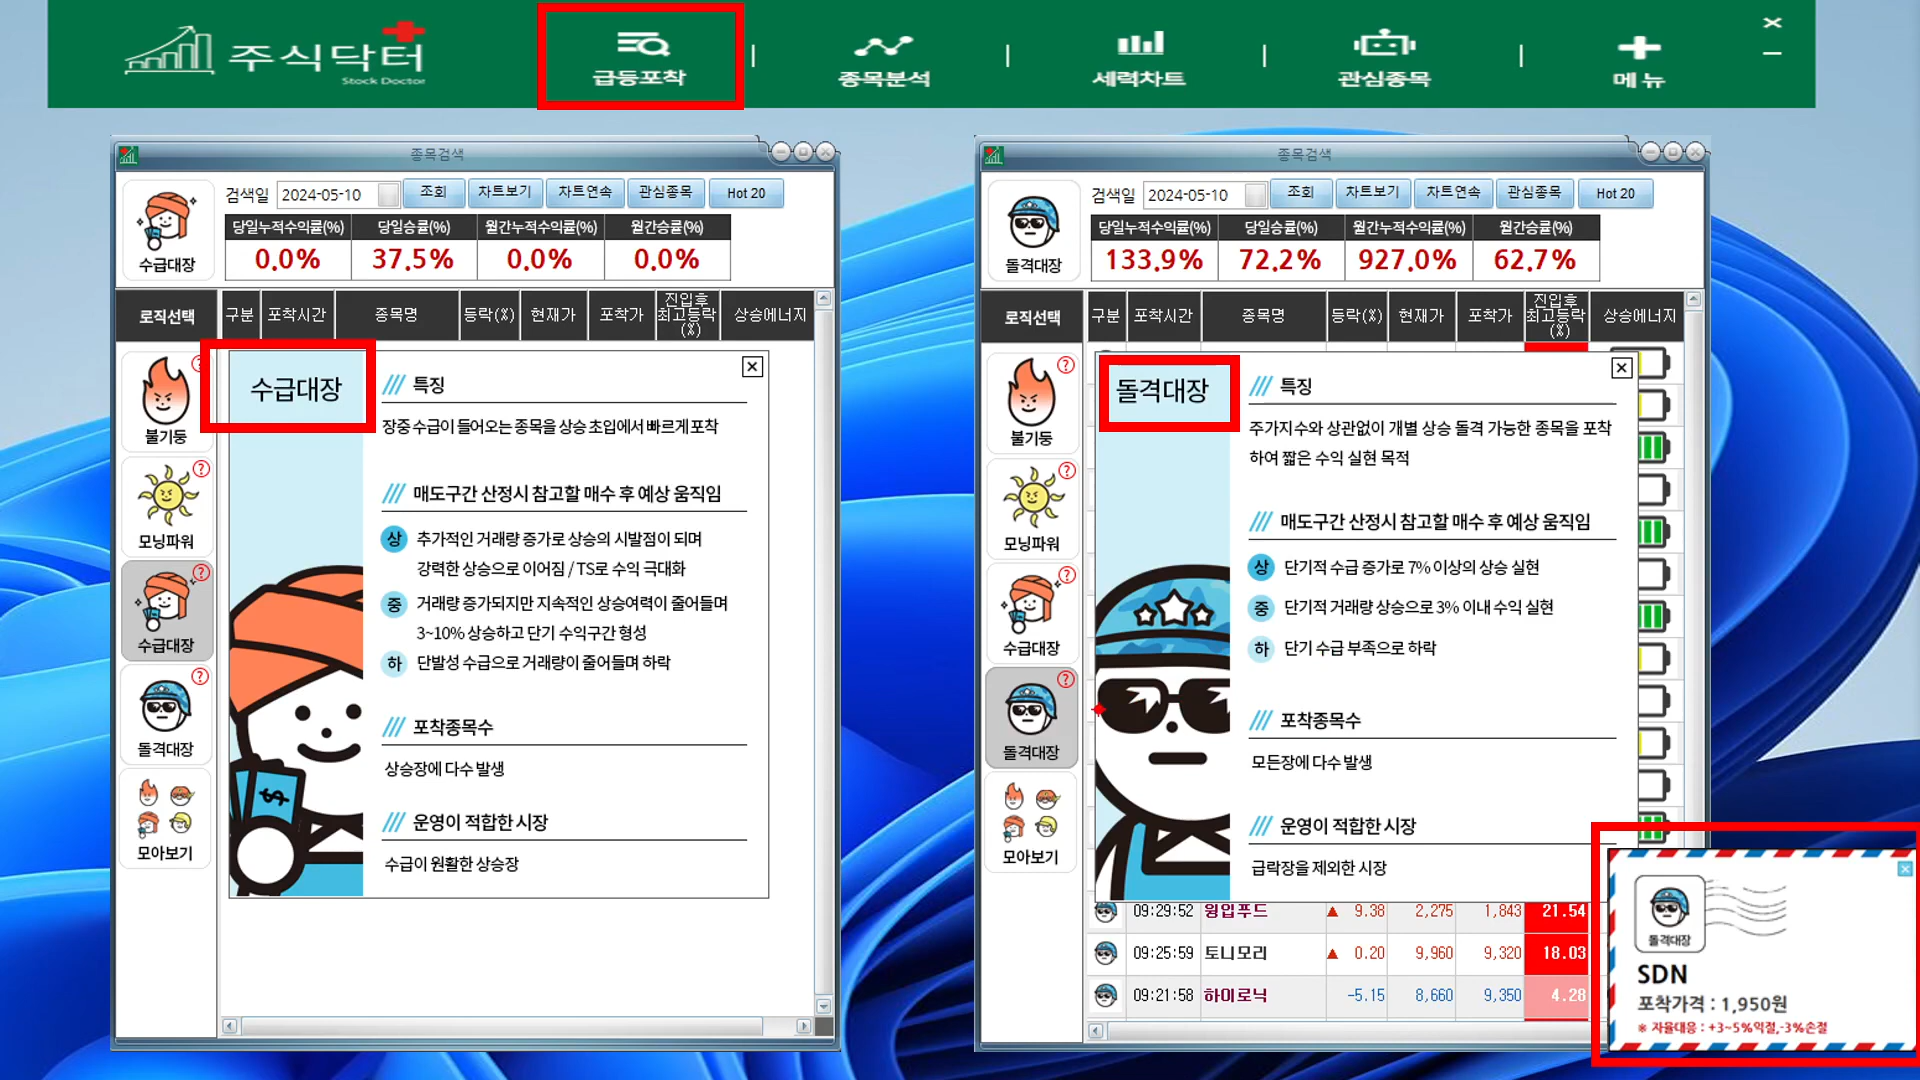 주식닥터
Stock Doctor
급등포착
종목분석
세력차트
관심종목
메뉴
종목검색
수급대장
검색일 2024-05-10 조회 차트보기 차트연속 관심종목 Hot 20
당일누적수익률(%) 당일승률(%) 월간누적수익률(%) 월간승률(%)
0.0% 37.5% 0.0% 0.0%
로직선택 구분 포착시간 종목명 등락(%) 현재가 포착가 진입후 최고등락 (%) 상승에너지
불기둥
모닝파워
수급대장
돌격대장
모아보기
수급대장
특징
장중 수급이 들어오는 종목을 상승 초입에서 빠르게 포착
매도구간 산정시 참고할 매수 후 예상 움직임
상 추가적인 거래량 증가로 상승의 시발점이 되며
강력한 상승으로 이어짐 / TS로 수익 극대화
중 거래량 증가되지만 지속적인 상승여력이 줄어들며
3~10% 상승하고 단기 수익구간 형성
하 단발성 수급으로 거래량이 줄어들며 하락
포착종목수
상승장에 다수 발생
운영이 적합한 시장
수급이 원활한 상승장
종목검색
돌격대장
검색일 2024-05-10 조회 차트보기 차트연속 관심종목 Hot 20
당일누적수익률(%) 당일승률(%) 월간누적수익률(%) 월간승률(%)
133.9% 72.2% 927.0% 62.7%
로직선택 구분 포착시간 종목명 등락(%) 현재가 포착가 진입후 최고등락 (%) 상승에너지
불기둥
모닝파워
수급대장
돌격대장
모아보기
돌격대장
특징
주가지수와 상관없이 개별 상승 돌격 가능한 종목을 포착
하여 짧은 수익 실현 목적
매도구간 산정시 참고할 매수 후 예상 움직임
상 단기적 수급 증가로 7% 이상의 상승 실현
중 단기적 거래량 상승으로 3% 이내 수익 실현
하 단기 수급 부족으로 하락
포착종목수
모든장에 다수 발생
운영이 적합한 시장
급락장을 제외한 시장
09:29:52 윙입푸드 ▲ 9.38 2,275 1,843 21.54
09:25:59 토니모리 ▲ 0.20 9,960 9,320 18.03
09:21:58 하이로닉 -5.15 8,660 9,350 4.28
돌격대장
SDN
포착가격 : 1,950원
※ 자율대응 : +3~5%익절,-3%손절